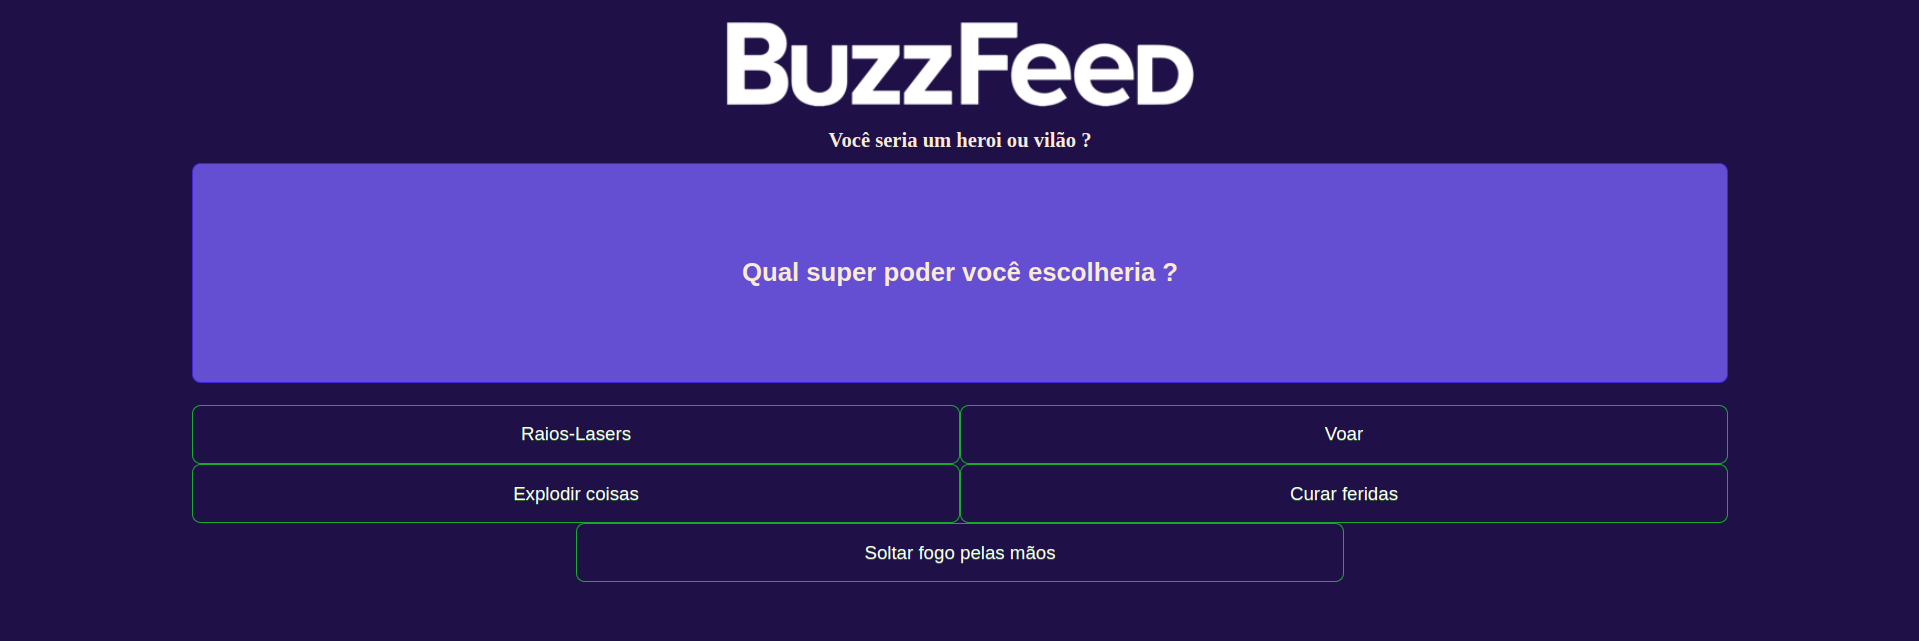 BuzzFeed
Você seria um heroi ou vilão ?
Qual super poder você escolheria ?
Raios-Lasers
Voar
Explodir coisas
Curar feridas
Soltar fogo pelas mãos